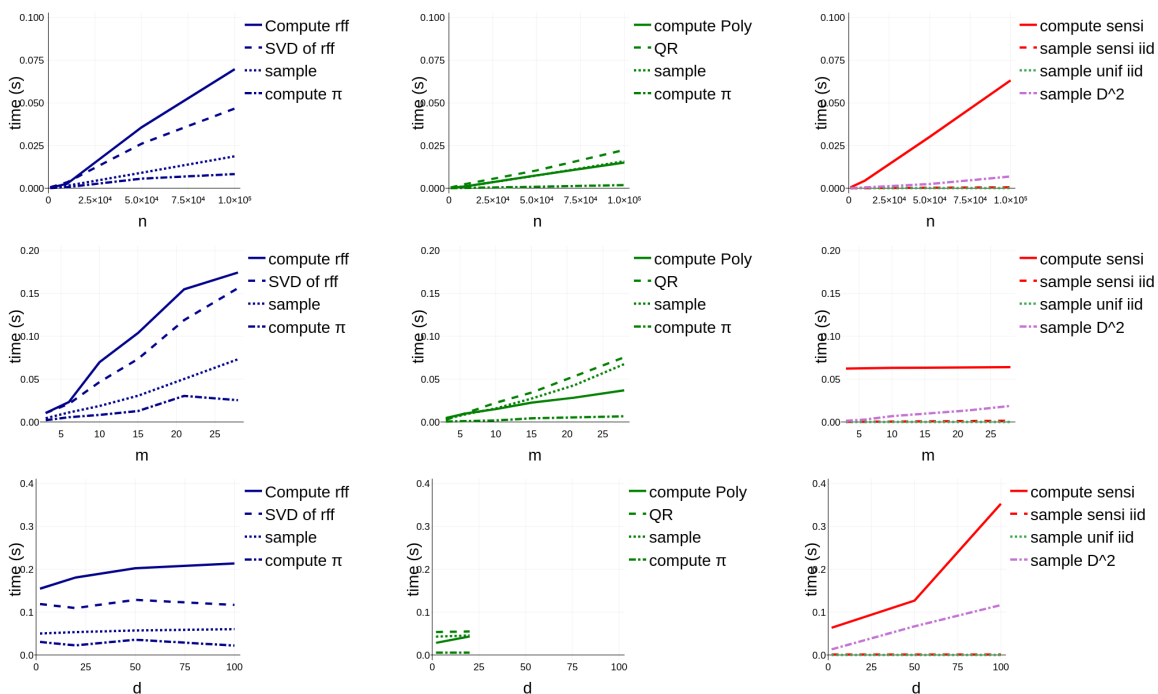 0.100
0.075
0.050
0.025
0.000
time (s)
0
2.5×10⁴
5.0×10⁴
7.5×10⁴
1.0×10⁵
n
Compute rff
SVD of rff
sample
compute π
0.100
0.075
0.050
0.025
0.000
time (s)
0
2.5×10⁴
5.0×10⁴
7.5×10⁴
1.0×10⁵
n
compute Poly
QR
sample
compute π
0.100
0.075
0.050
0.025
0.000
time (s)
0
2.5×10⁴
5.0×10⁴
7.5×10⁴
1.0×10⁵
n
compute sensi
sample sensi iid
sample unif iid
sample D^2
0.20
0.15
0.10
0.05
0.00
time (s)
5
10
15
20
25
m
compute rff
SVD of rff
sample
compute π
0.20
0.15
0.10
0.05
0.00
time (s)
5
10
15
20
25
m
compute Poly
QR
sample
compute π
0.20
0.15
0.10
0.05
0.00
time (s)
5
10
15
20
25
m
compute sensi
sample sensi iid
sample unif iid
sample D^2
0.4
0.3
0.2
0.1
0.0
time (s)
0
25
50
75
100
d
Compute rff
SVD of rff
sample
compute π
0.4
0.3
0.2
0.1
0.0
time (s)
0
25
50
75
100
d
compute Poly
QR
sample
compute π
0.4
0.3
0.2
0.1
0.0
time (s)
0
25
50
75
100
d
compute sensi
sample sensi iid
sample unif iid
sample D^2